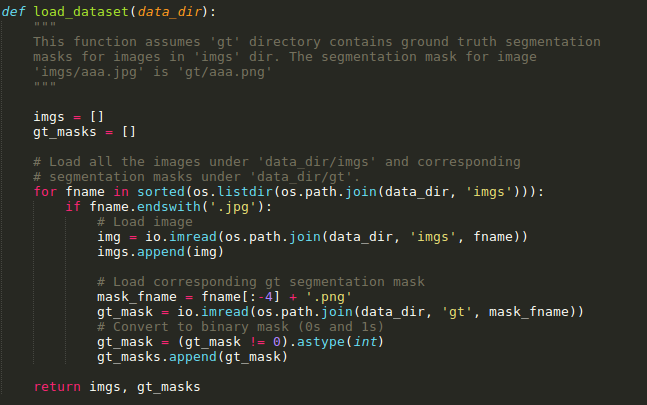 def load_dataset(data_dir):
    """
    This function assumes 'gt' directory contains ground truth segmentation
    masks for images in 'imgs' dir. The segmentation mask for image
    'imgs/aaa.jpg' is 'gt/aaa.png'
    """

    imgs = []
    gt_masks = []

    # Load all the images under 'data_dir/imgs' and corresponding
    # segmentation masks under 'data_dir/gt'.
    for fname in sorted(os.listdir(os.path.join(data_dir, 'imgs'))):
        if fname.endswith('.jpg'):
            # Load image
            img = io.imread(os.path.join(data_dir, 'imgs', fname))
            imgs.append(img)

            # Load corresponding gt segmentation mask
            mask_fname = fname[:-4] + '.png'
            gt_mask = io.imread(os.path.join(data_dir, 'gt', mask_fname))
            # Convert to binary mask (0s and 1s)
            gt_mask = (gt_mask != 0).astype(int)
            gt_masks.append(gt_mask)

    return imgs, gt_masks